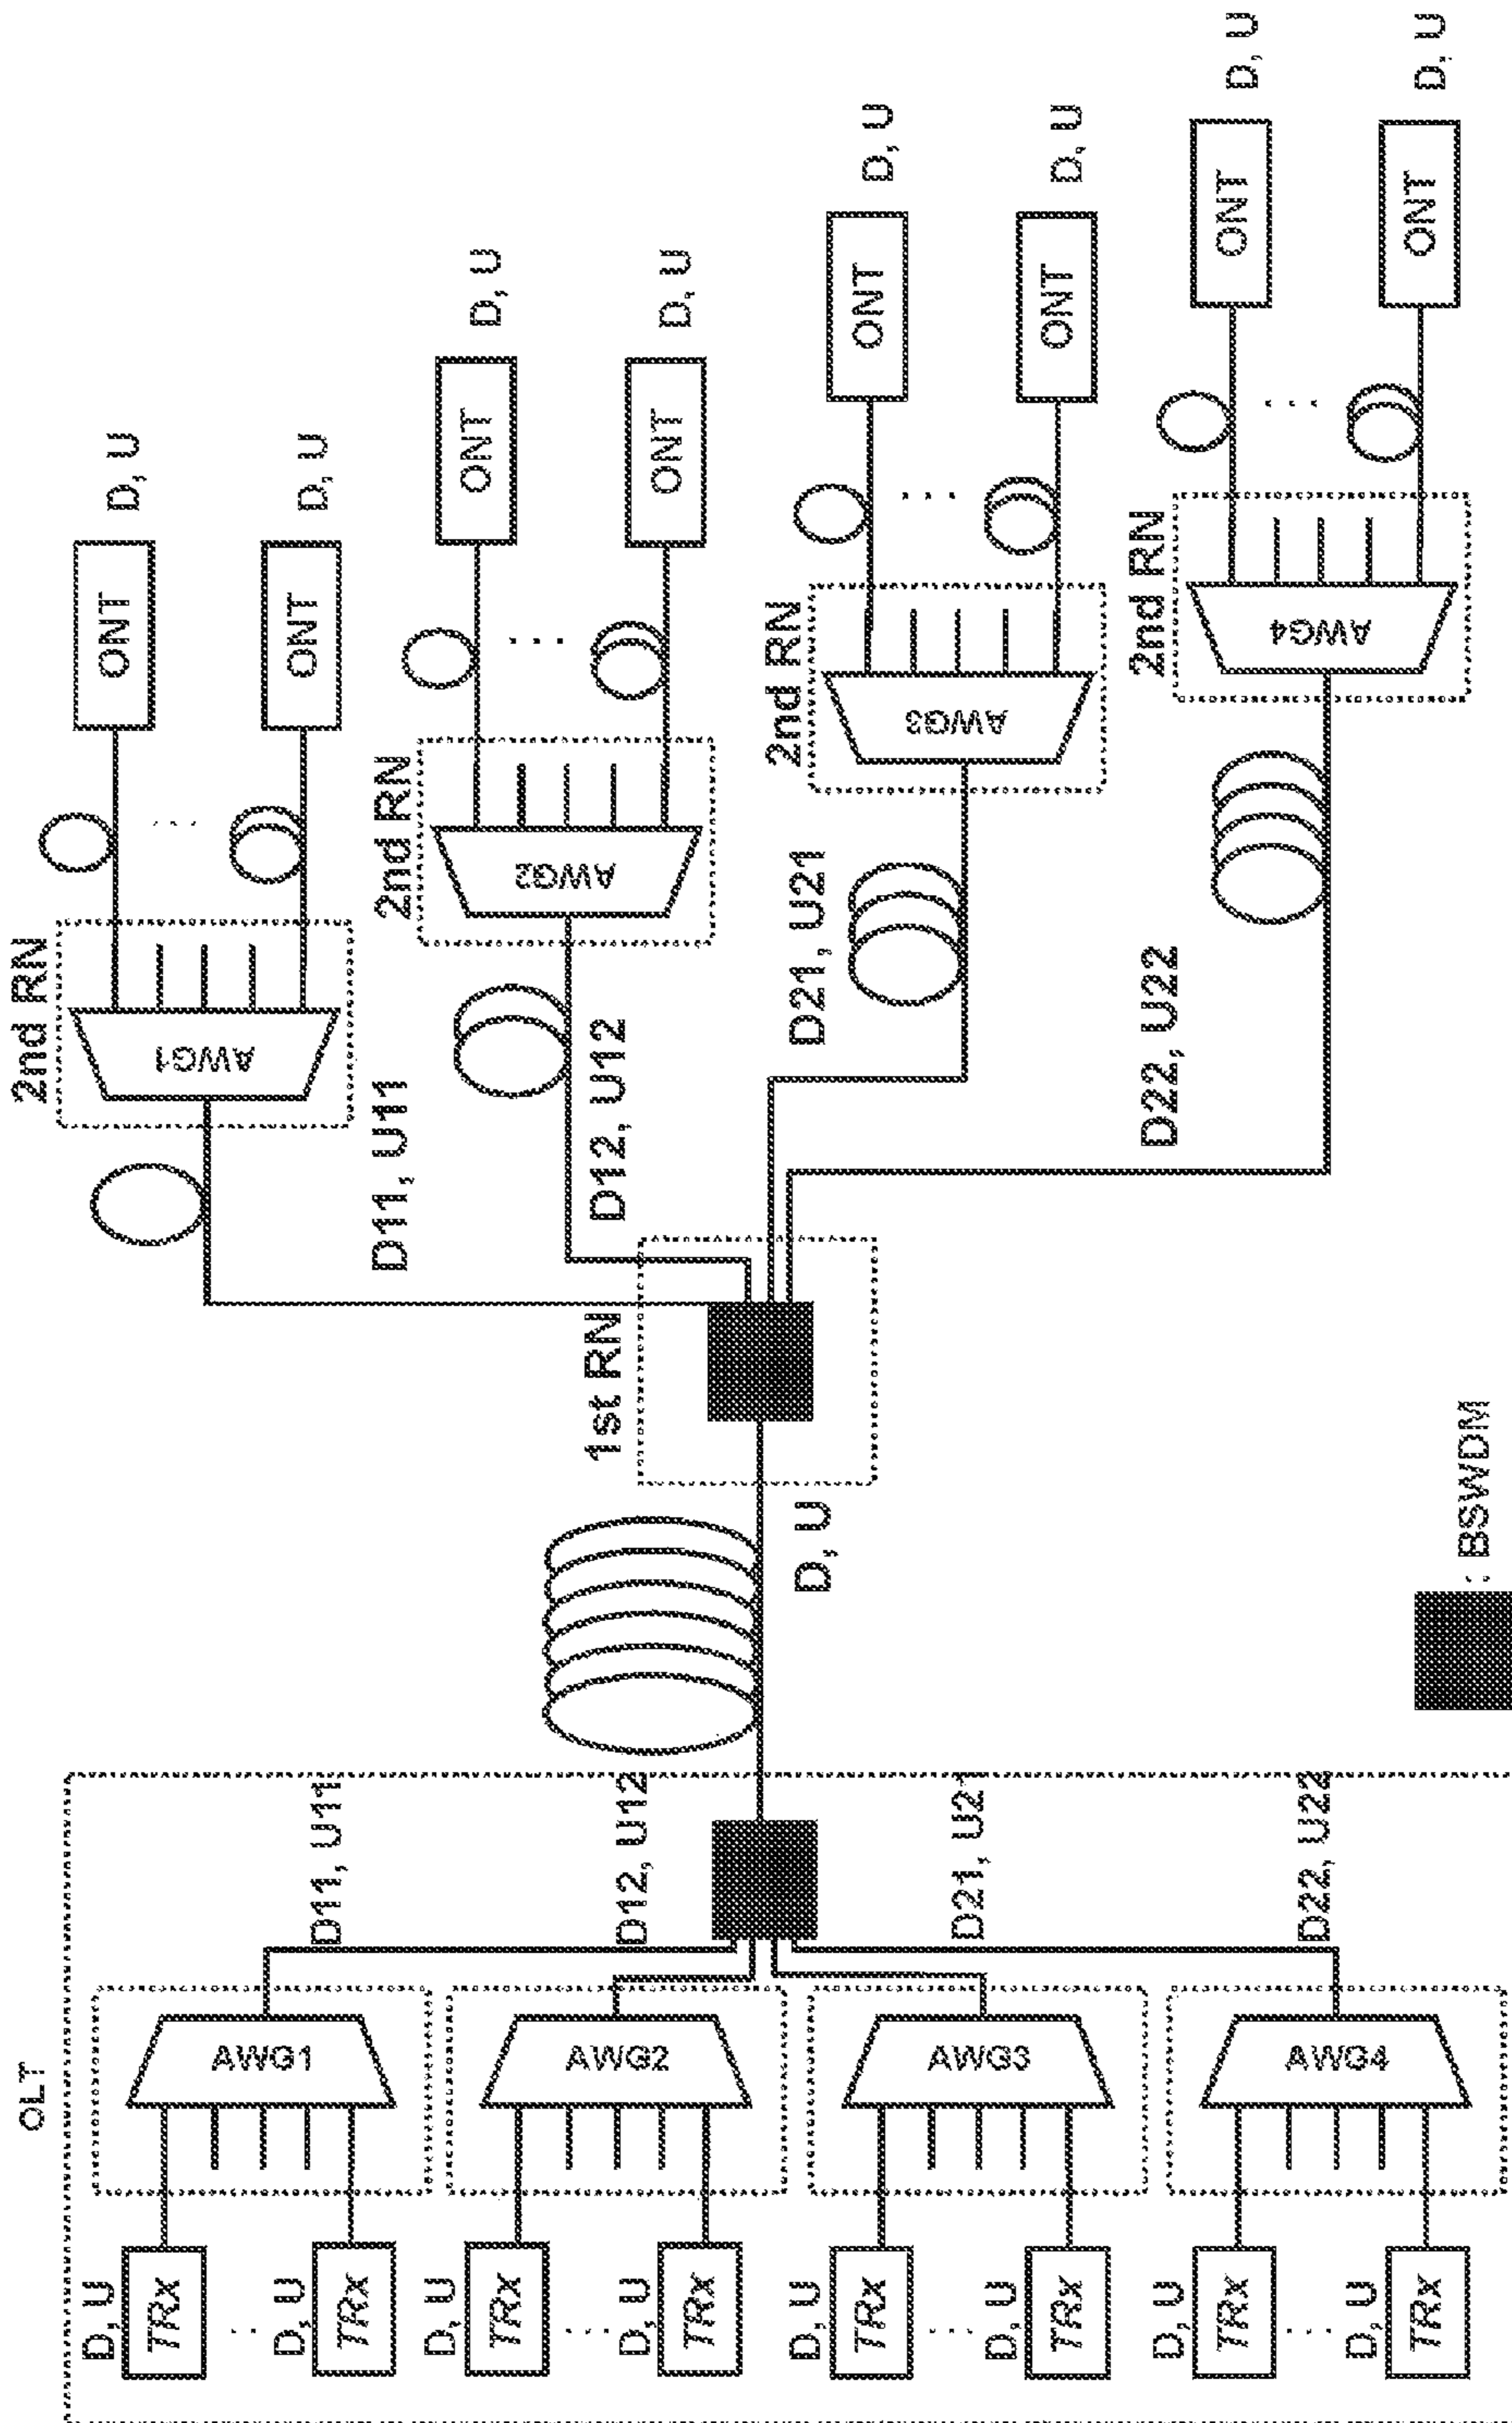 OLT
D, U
TRx
...
D, U
TRx
AWG1
D11, U11
D, U
TRx
...
D, U
TRx
AWG2
D12, U12
D, U
TRx
...
D, U
TRx
AWG3
D21, U21
D, U
TRx
...
D, U
TRx
AWG4
D22, U22
D, U
1st RN
D11, U11
2nd RN
AWG1
...
ONT
D, U
ONT
D, U
D12, U12
2nd RN
AWG2
...
ONT
D, U
ONT
D, U
D21, U21
2nd RN
AWG3
...
ONT
D, U
ONT
D, U
D22, U22
2nd RN
AWG4
...
ONT
D, U
ONT
D, U
: BSWDM